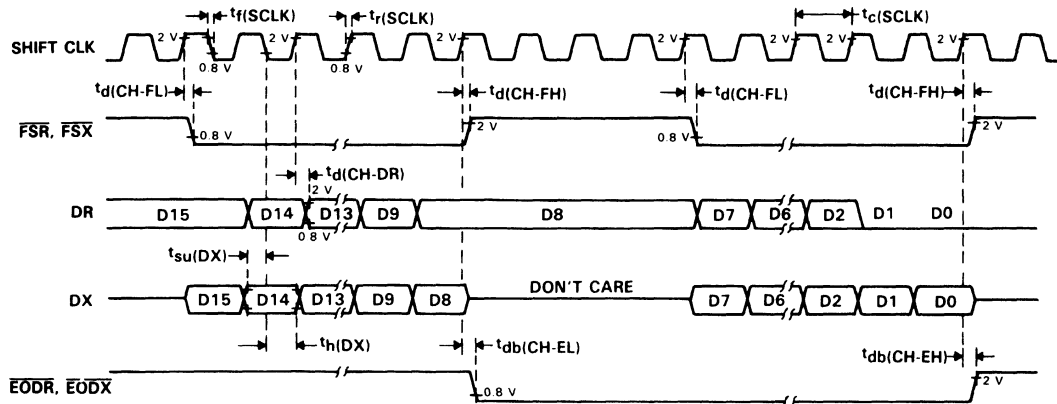 tf(SCLK) tr(SCLK) tc(SCLK)
SHIFT CLK 2 V 2 V 2 V 2 V 2 V 2 V 2 V
0.8 V 0.8 V
td(CH-FL) td(CH-FH) td(CH-FL) td(CH-FH)
FSR, FSX 0.8 V 2 V 0.8 V 2 V
td(CH-DR)
2 V
DR D15 D14 D13 D9 D8 D7 D6 D2 D1 D0
0.8 V
tsu(DX)
DX D15 D14 D13 D9 D8 DON'T CARE D7 D6 D2 D1 D0
th(DX) tdb(CH-EL) tdb(CH-EH)
EODR, EODX 0.8 V 2 V